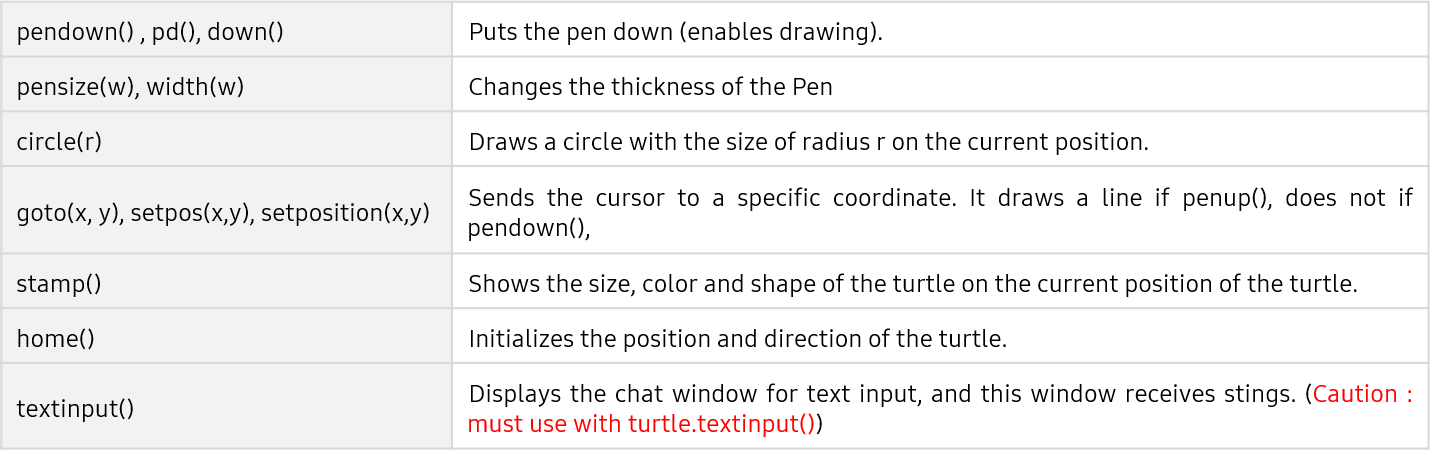 pendown() , pd(), down()
Puts the pen down (enables drawing).
pensize(w), width(w)
Changes the thickness of the Pen
circle(r)
Draws a circle with the size of radius r on the current position.
goto(x, y), setpos(x,y), setposition(x,y)
Sends the cursor to a specific coordinate. It draws a line if penup(), does not if
pendown(),
stamp()
Shows the size, color and shape of the turtle on the current position of the turtle.
home()
Initializes the position and direction of the turtle.
textinput()
Displays the chat window for text input, and this window receives stings. (Caution :
must use with turtle.textinput())